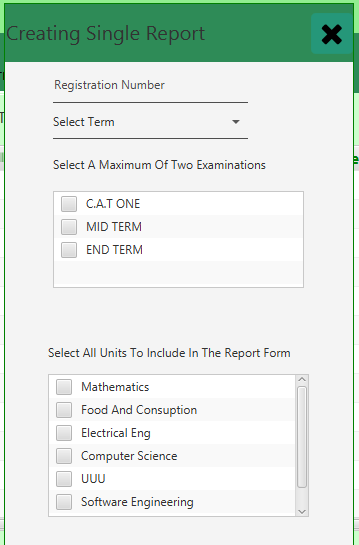 Creating Single Report
Registration Number
Select Term
Select A Maximum Of Two Examinations
C.A.T ONE
MID TERM
END TERM
Select All Units To Include In The Report Form
Mathematics
Food And Consuption
Electrical Eng
Computer Science
UUU
Software Engineering